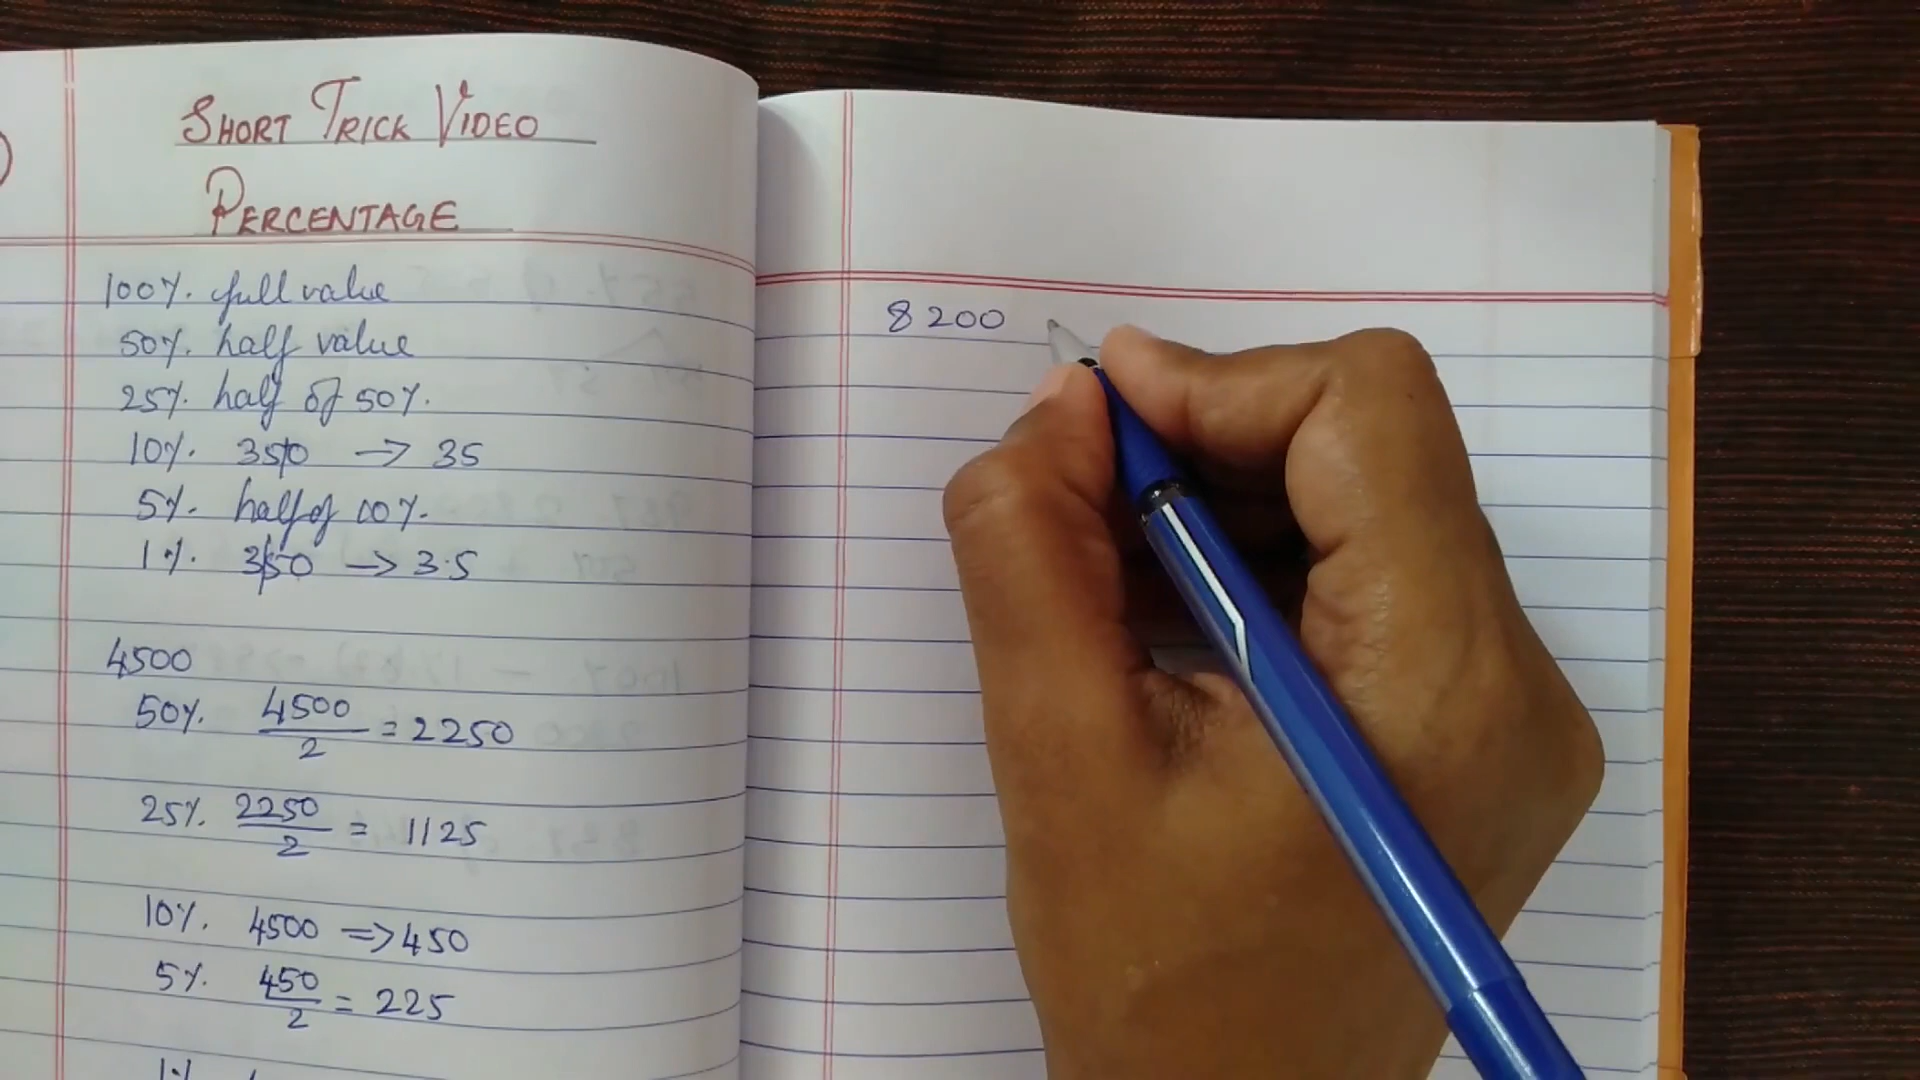 SHORT TRICK VIDEO
PERCENTAGE
100%. full value
50%. half value
25%. half of 50%.
10%. 350 → 35
5%. half of 10%.
1%. 350 → 3.5
4500
50%. 4500/2 = 2250
25%. 2250/2 = 1125
10%. 4500 => 450
5%. 450/2 = 225
1%.
8200